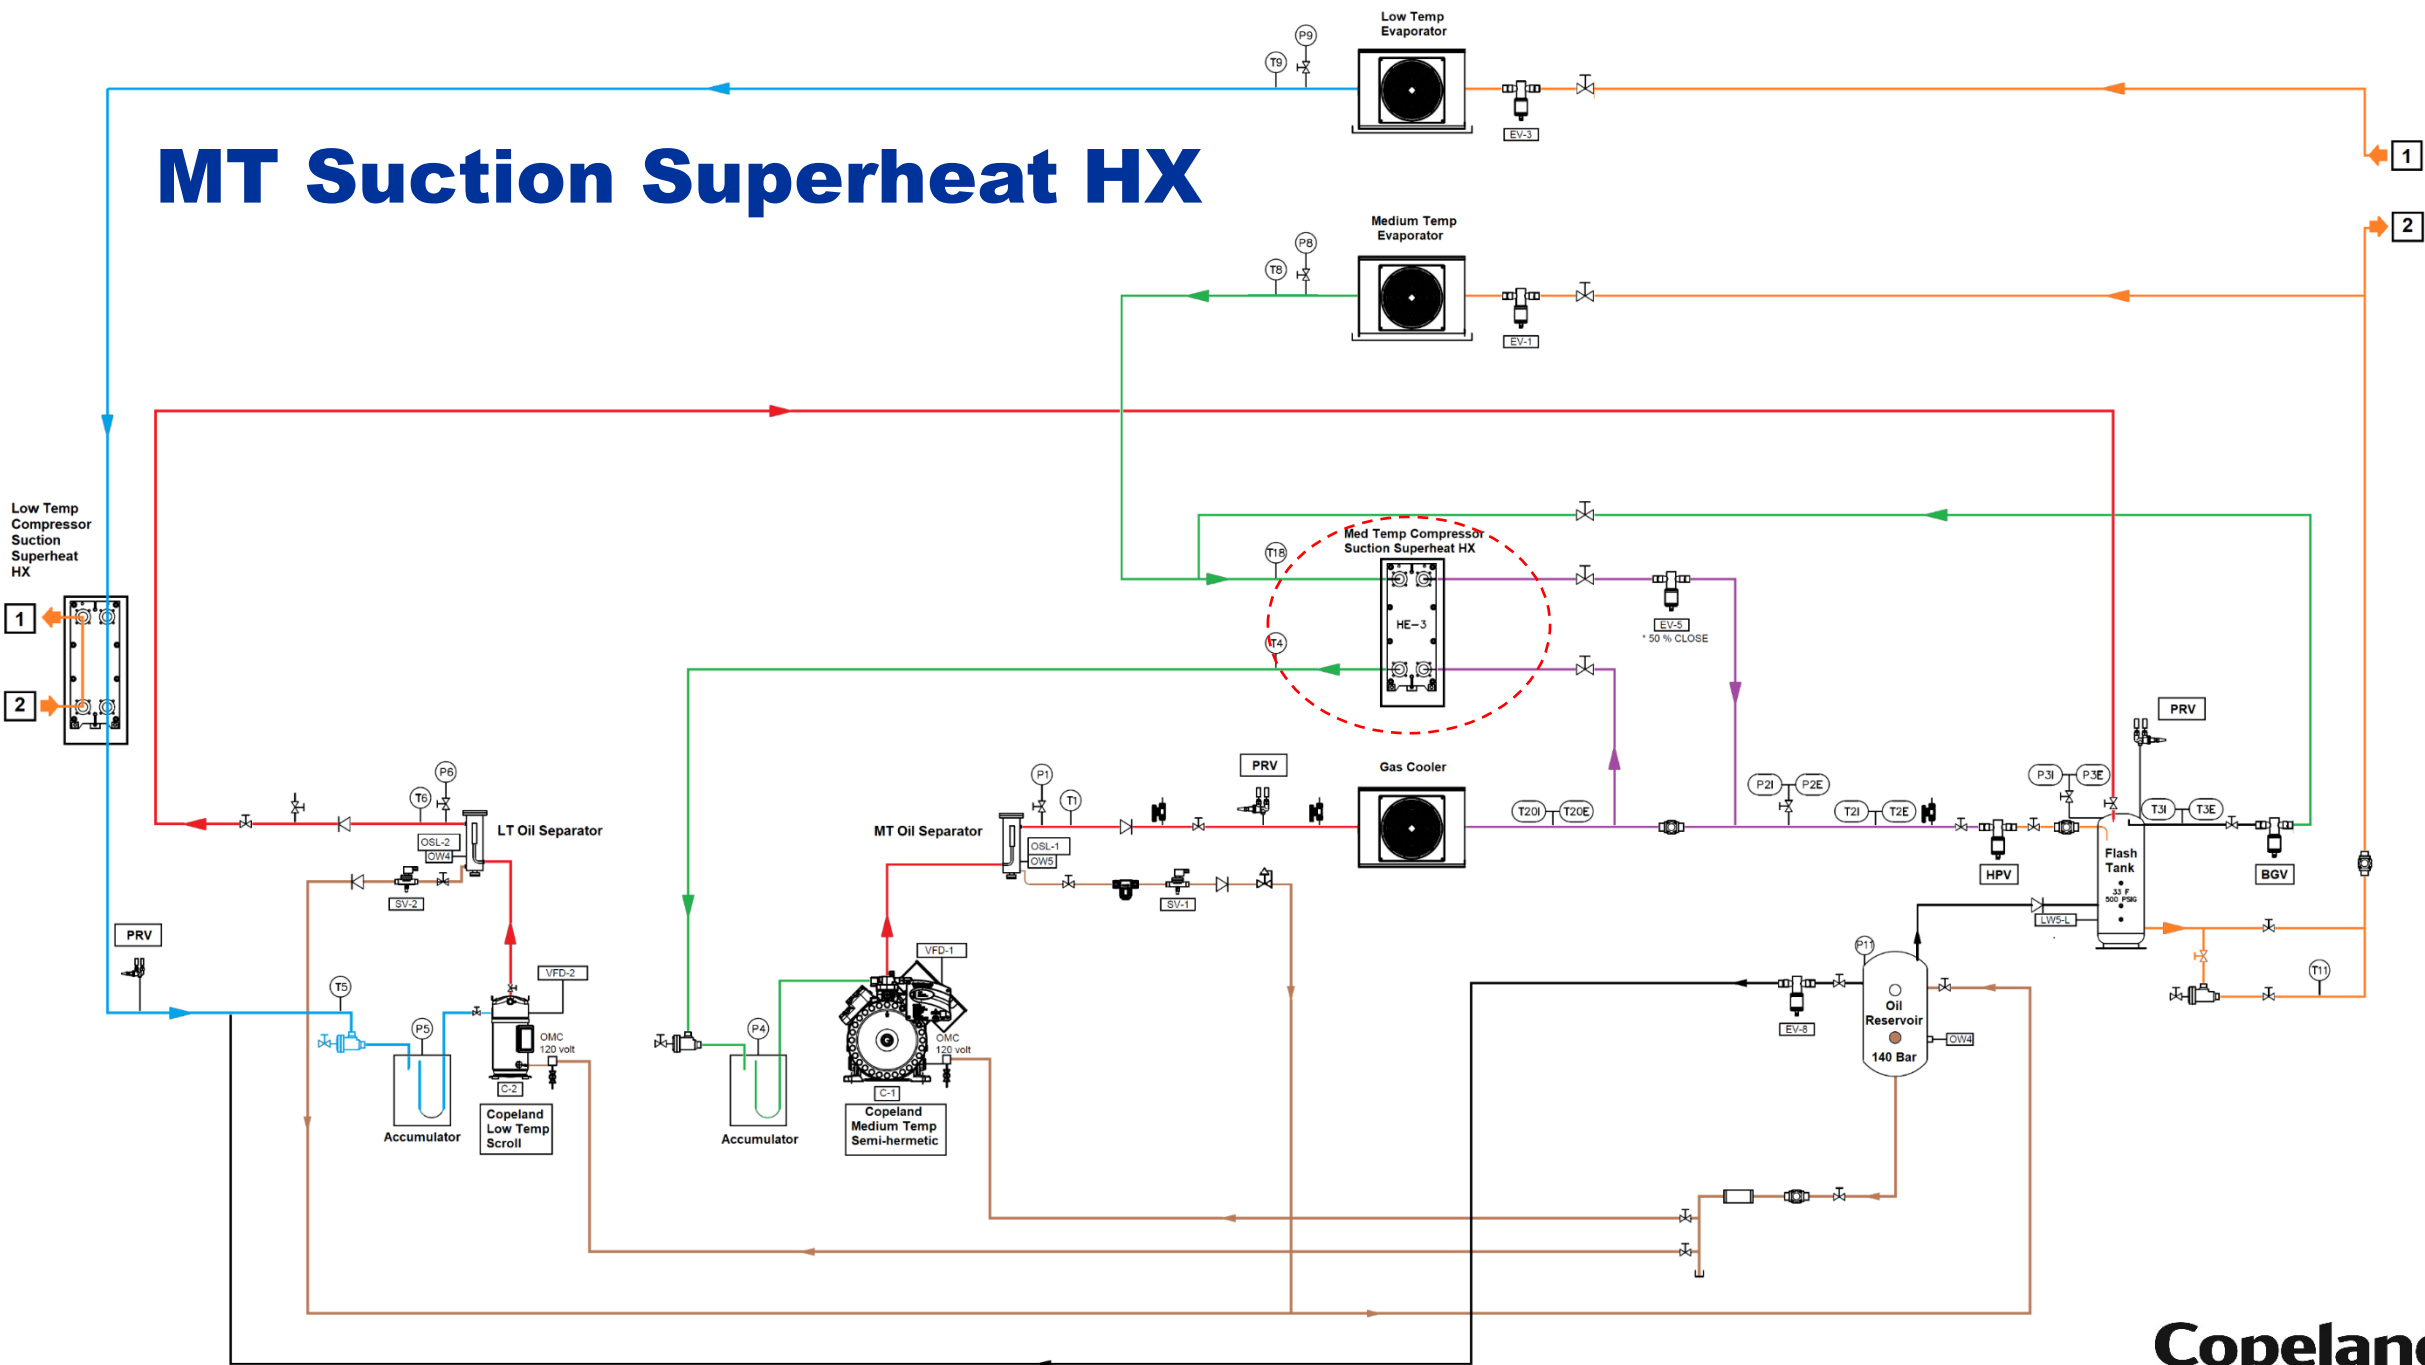 Low Temp
Evaporator
P9
T9
EV-3
1
MT Suction Superheat HX
2
Medium Temp
Evaporator
P8
T8
EV-1
Low Temp
Compressor
Suction
Superheat
HX
1
2
Med Temp Compressor
Suction Superheat HX
T18
HE-3
T4
EV-5
* 50 % CLOSE
PRV
P6
T6
LT Oil Separator
OSL-2
OW4
SV-2
P1
T1
MT Oil Separator
OSL-1
OW5
SV-1
PRV
Gas Cooler
T20I
T20E
P2I
P2E
T2I
T2E
HPV
P3I
P3E
T3I
T3E
Flash
Tank
33 F
500 PSIG
LW5-L
BGV
PRV
T5
P5
VFD-2
OMC
120 volt
C-2
Copeland
Low Temp
Scroll
Accumulator
P4
Accumulator
VFD-1
OMC
120 volt
C-1
Copeland
Medium Temp
Semi-hermetic
P11
EV-8
Oil
Reservoir
140 Bar
OW4
T11
Copeland